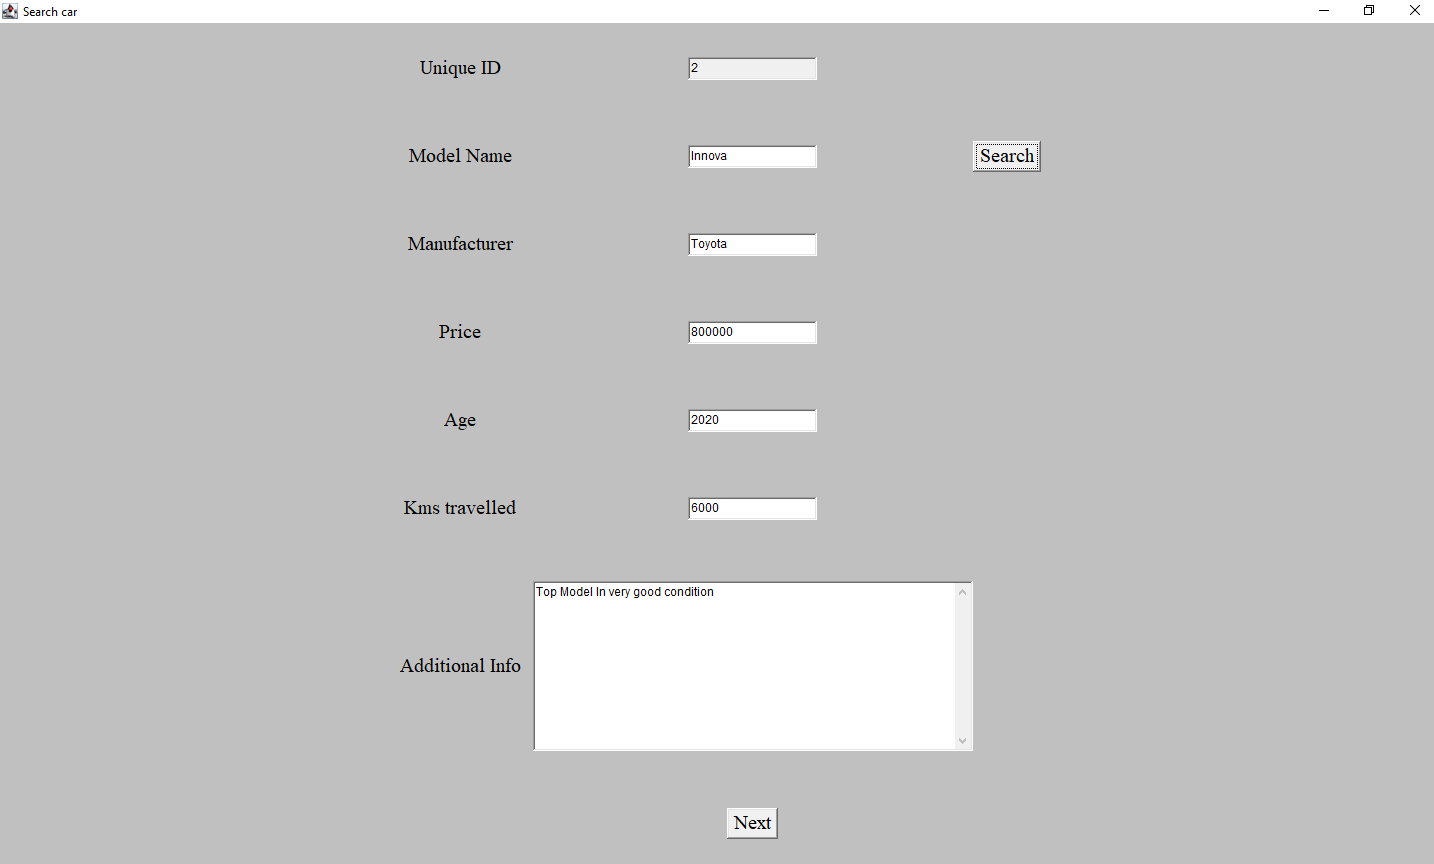 Search car
Unique ID 2
Model Name Innova Search
Manufacturer Toyota
Price 800000
Age 2020
Kms travelled 6000
Top Model In very good condition
Additional Info
Next